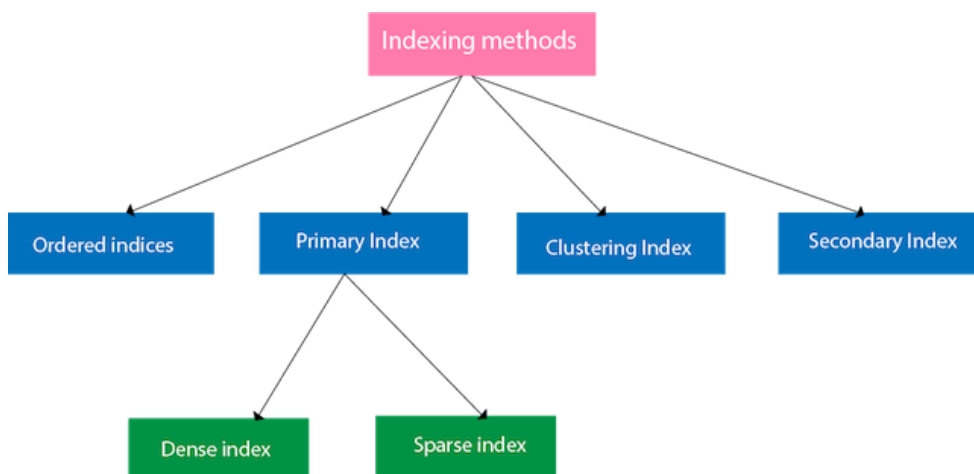 Indexing methods
Ordered indices
Primary Index
Clustering Index
Secondary Index
Dense index
Sparse index